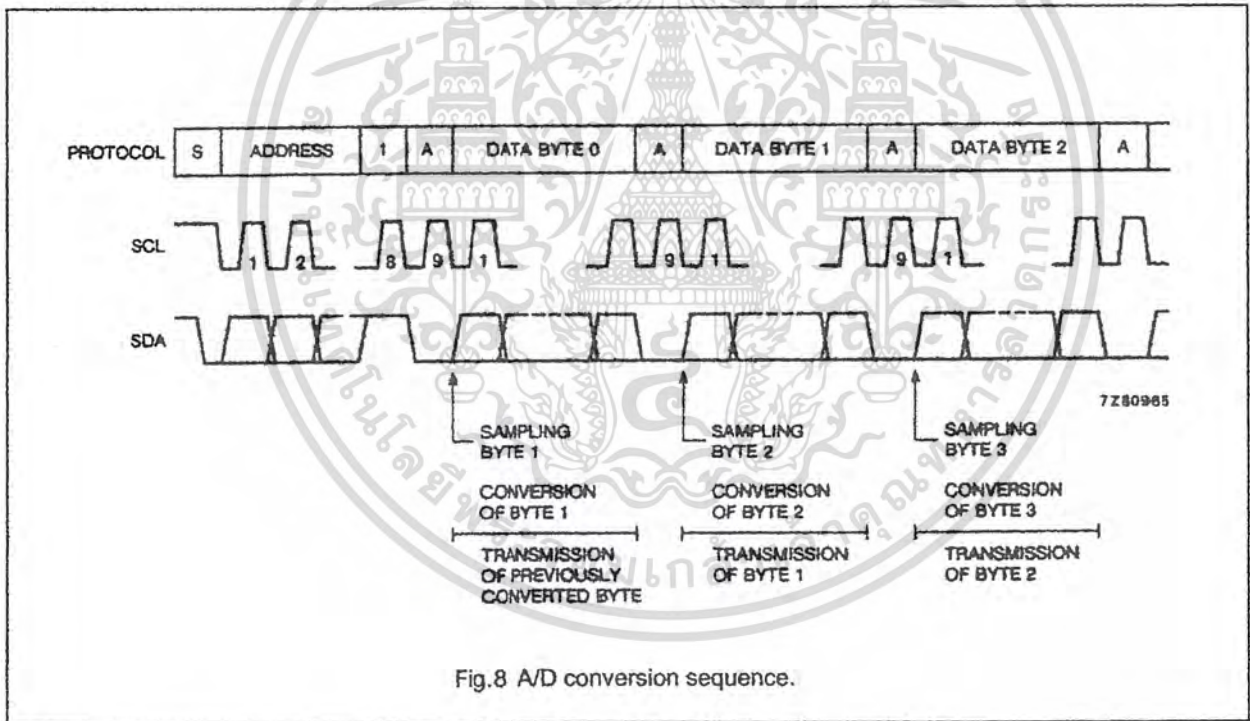 PROTOCOL S ADDRESS 1 A DATA BYTE 0 A DATA BYTE 1 A DATA BYTE 2 A
SCL 1 2 8 9 1 9 1 9 1
SDA
7Z80965
SAMPLING BYTE 1
SAMPLING BYTE 2
SAMPLING BYTE 3
CONVERSION OF BYTE 1
CONVERSION OF BYTE 2
CONVERSION OF BYTE 3
TRANSMISSION OF PREVIOUSLY CONVERTED BYTE
TRANSMISSION OF BYTE 1
TRANSMISSION OF BYTE 2
Fig.8 A/D conversion sequence.